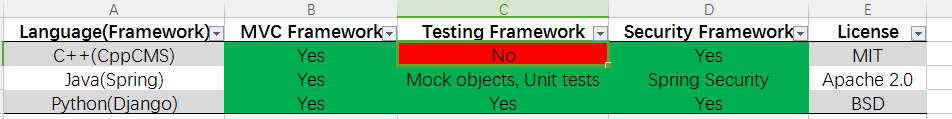 A B C D E
Language(Framework) MVC Framework Testing Framework Security Framework License
C++(CppCMS) Yes No Yes MIT
Java(Spring) Yes Mock objects, Unit tests Spring Security Apache 2.0
Python(Django) Yes Yes Yes BSD